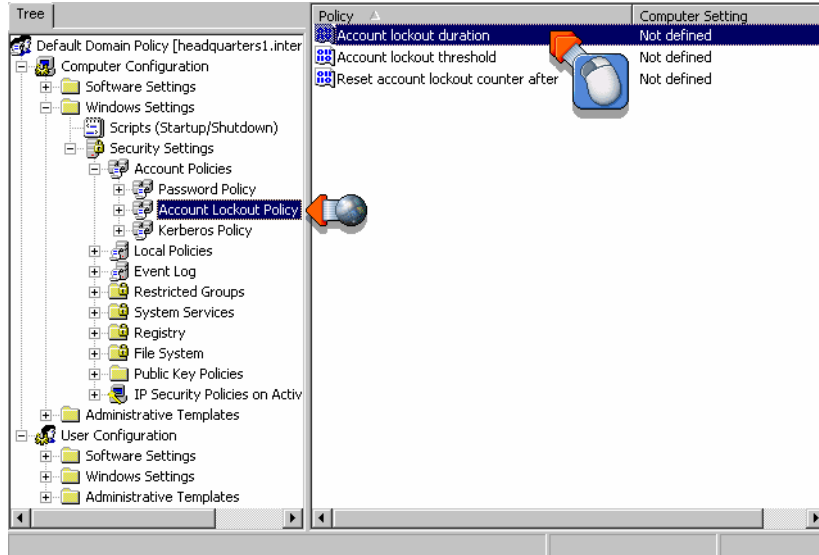 Tree
Default Domain Policy [headquarters1.inter
Computer Configuration
Software Settings
Windows Settings
Scripts (Startup/Shutdown)
Security Settings
Account Policies
Password Policy
Account Lockout Policy
Kerberos Policy
Local Policies
Event Log
Restricted Groups
System Services
Registry
File System
Public Key Policies
IP Security Policies on Activ
Administrative Templates
User Configuration
Software Settings
Windows Settings
Administrative Templates
Policy Computer Setting
Account lockout duration Not defined
Account lockout threshold Not defined
Reset account lockout counter after Not defined